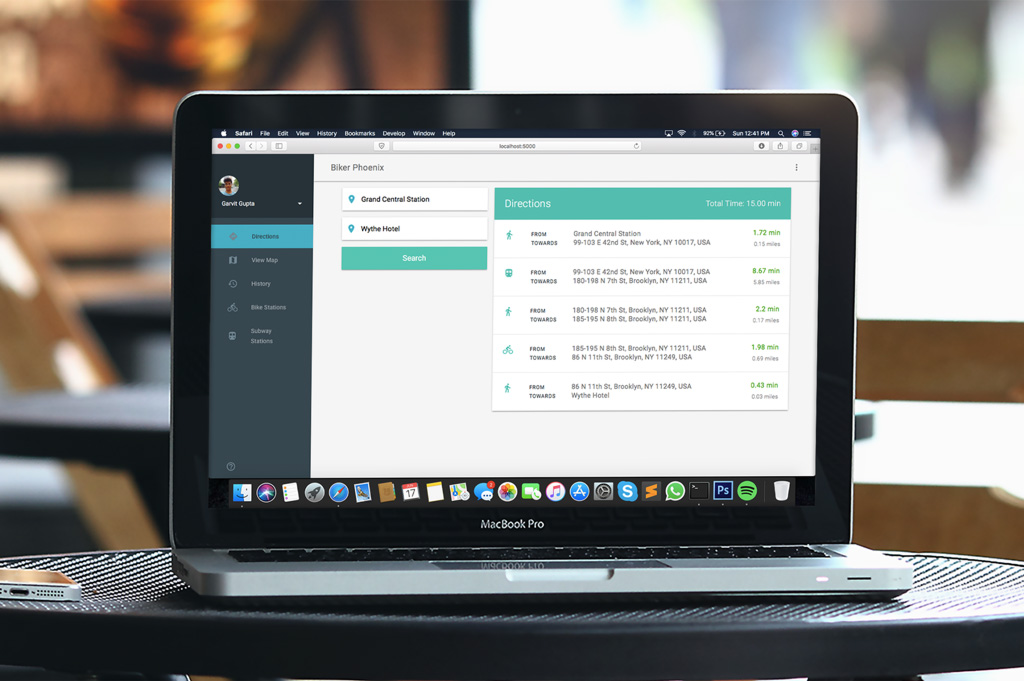 Safari File Edit View History Bookmarks Develop Window Help 92% Sun 12:41 PM
localhost:5000
Biker Phoenix
Garvit Gupta
Directions
View Map
History
Bike Stations
Subway
Stations
Grand Central Station
Wythe Hotel
Search
Directions Total Time: 15.00 min
FROM Grand Central Station 1.72 min
TOWARDS 99-103 E 42nd St, New York, NY 10017, USA 0.15 miles
FROM 99-103 E 42nd St, New York, NY 10017, USA 8.67 min
TOWARDS 180-198 N 7th St, Brooklyn, NY 11211, USA 5.85 miles
FROM 180-198 N 7th St, Brooklyn, NY 11211, USA 2.2 min
TOWARDS 185-195 N 8th St, Brooklyn, NY 11211, USA 0.17 miles
FROM 185-195 N 8th St, Brooklyn, NY 11211, USA 1.98 min
TOWARDS 86 N 11th St, Brooklyn, NY 11249, USA 0.69 miles
FROM 86 N 11th St, Brooklyn, NY 11249, USA 0.43 min
TOWARDS Wythe Hotel 0.03 miles
17
Ps
MacBook Pro